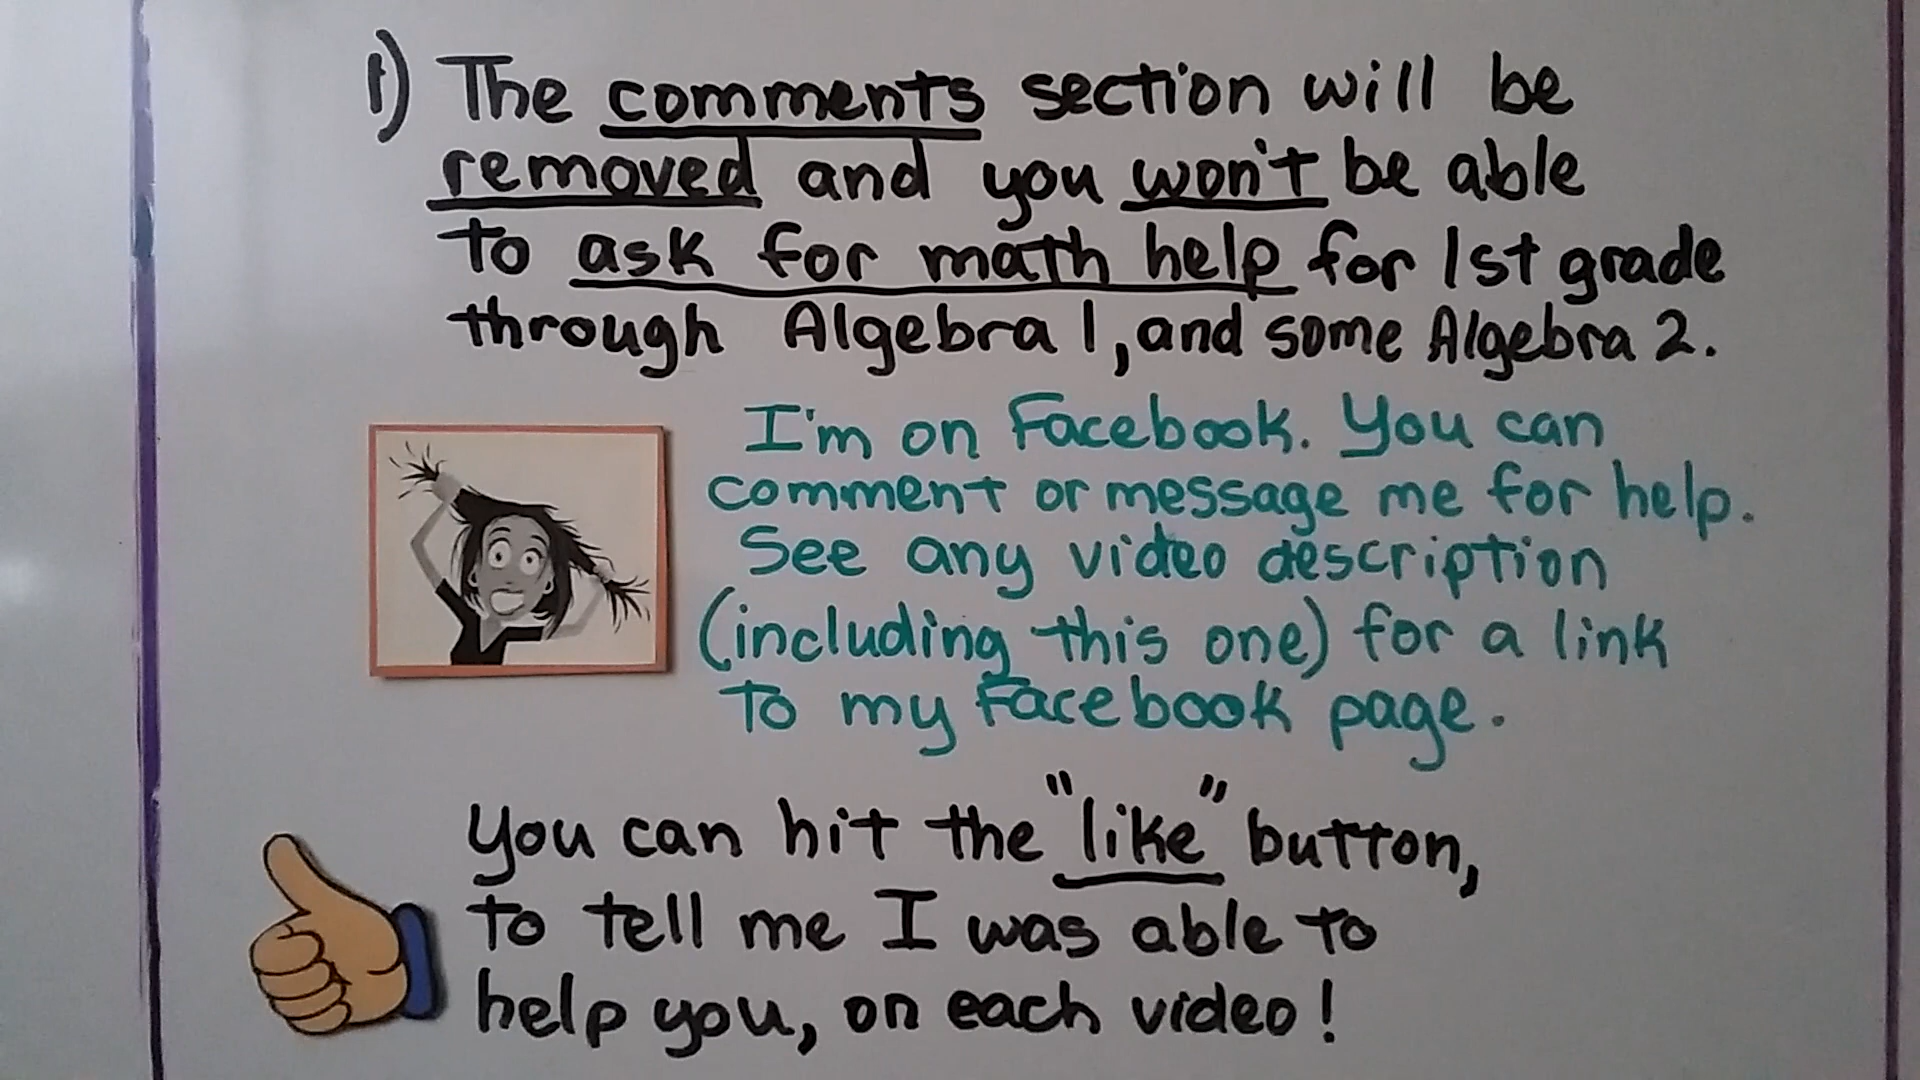 1) The comments section will be
removed and you won't be able
to ask for math help for 1st grade
through Algebra 1, and some Algebra 2.
I'm on Facebook. You can
comment or message me for help.
See any video description
(including this one) for a link
to my Facebook page.
You can hit the "like" button,
to tell me I was able to
help you, on each video!